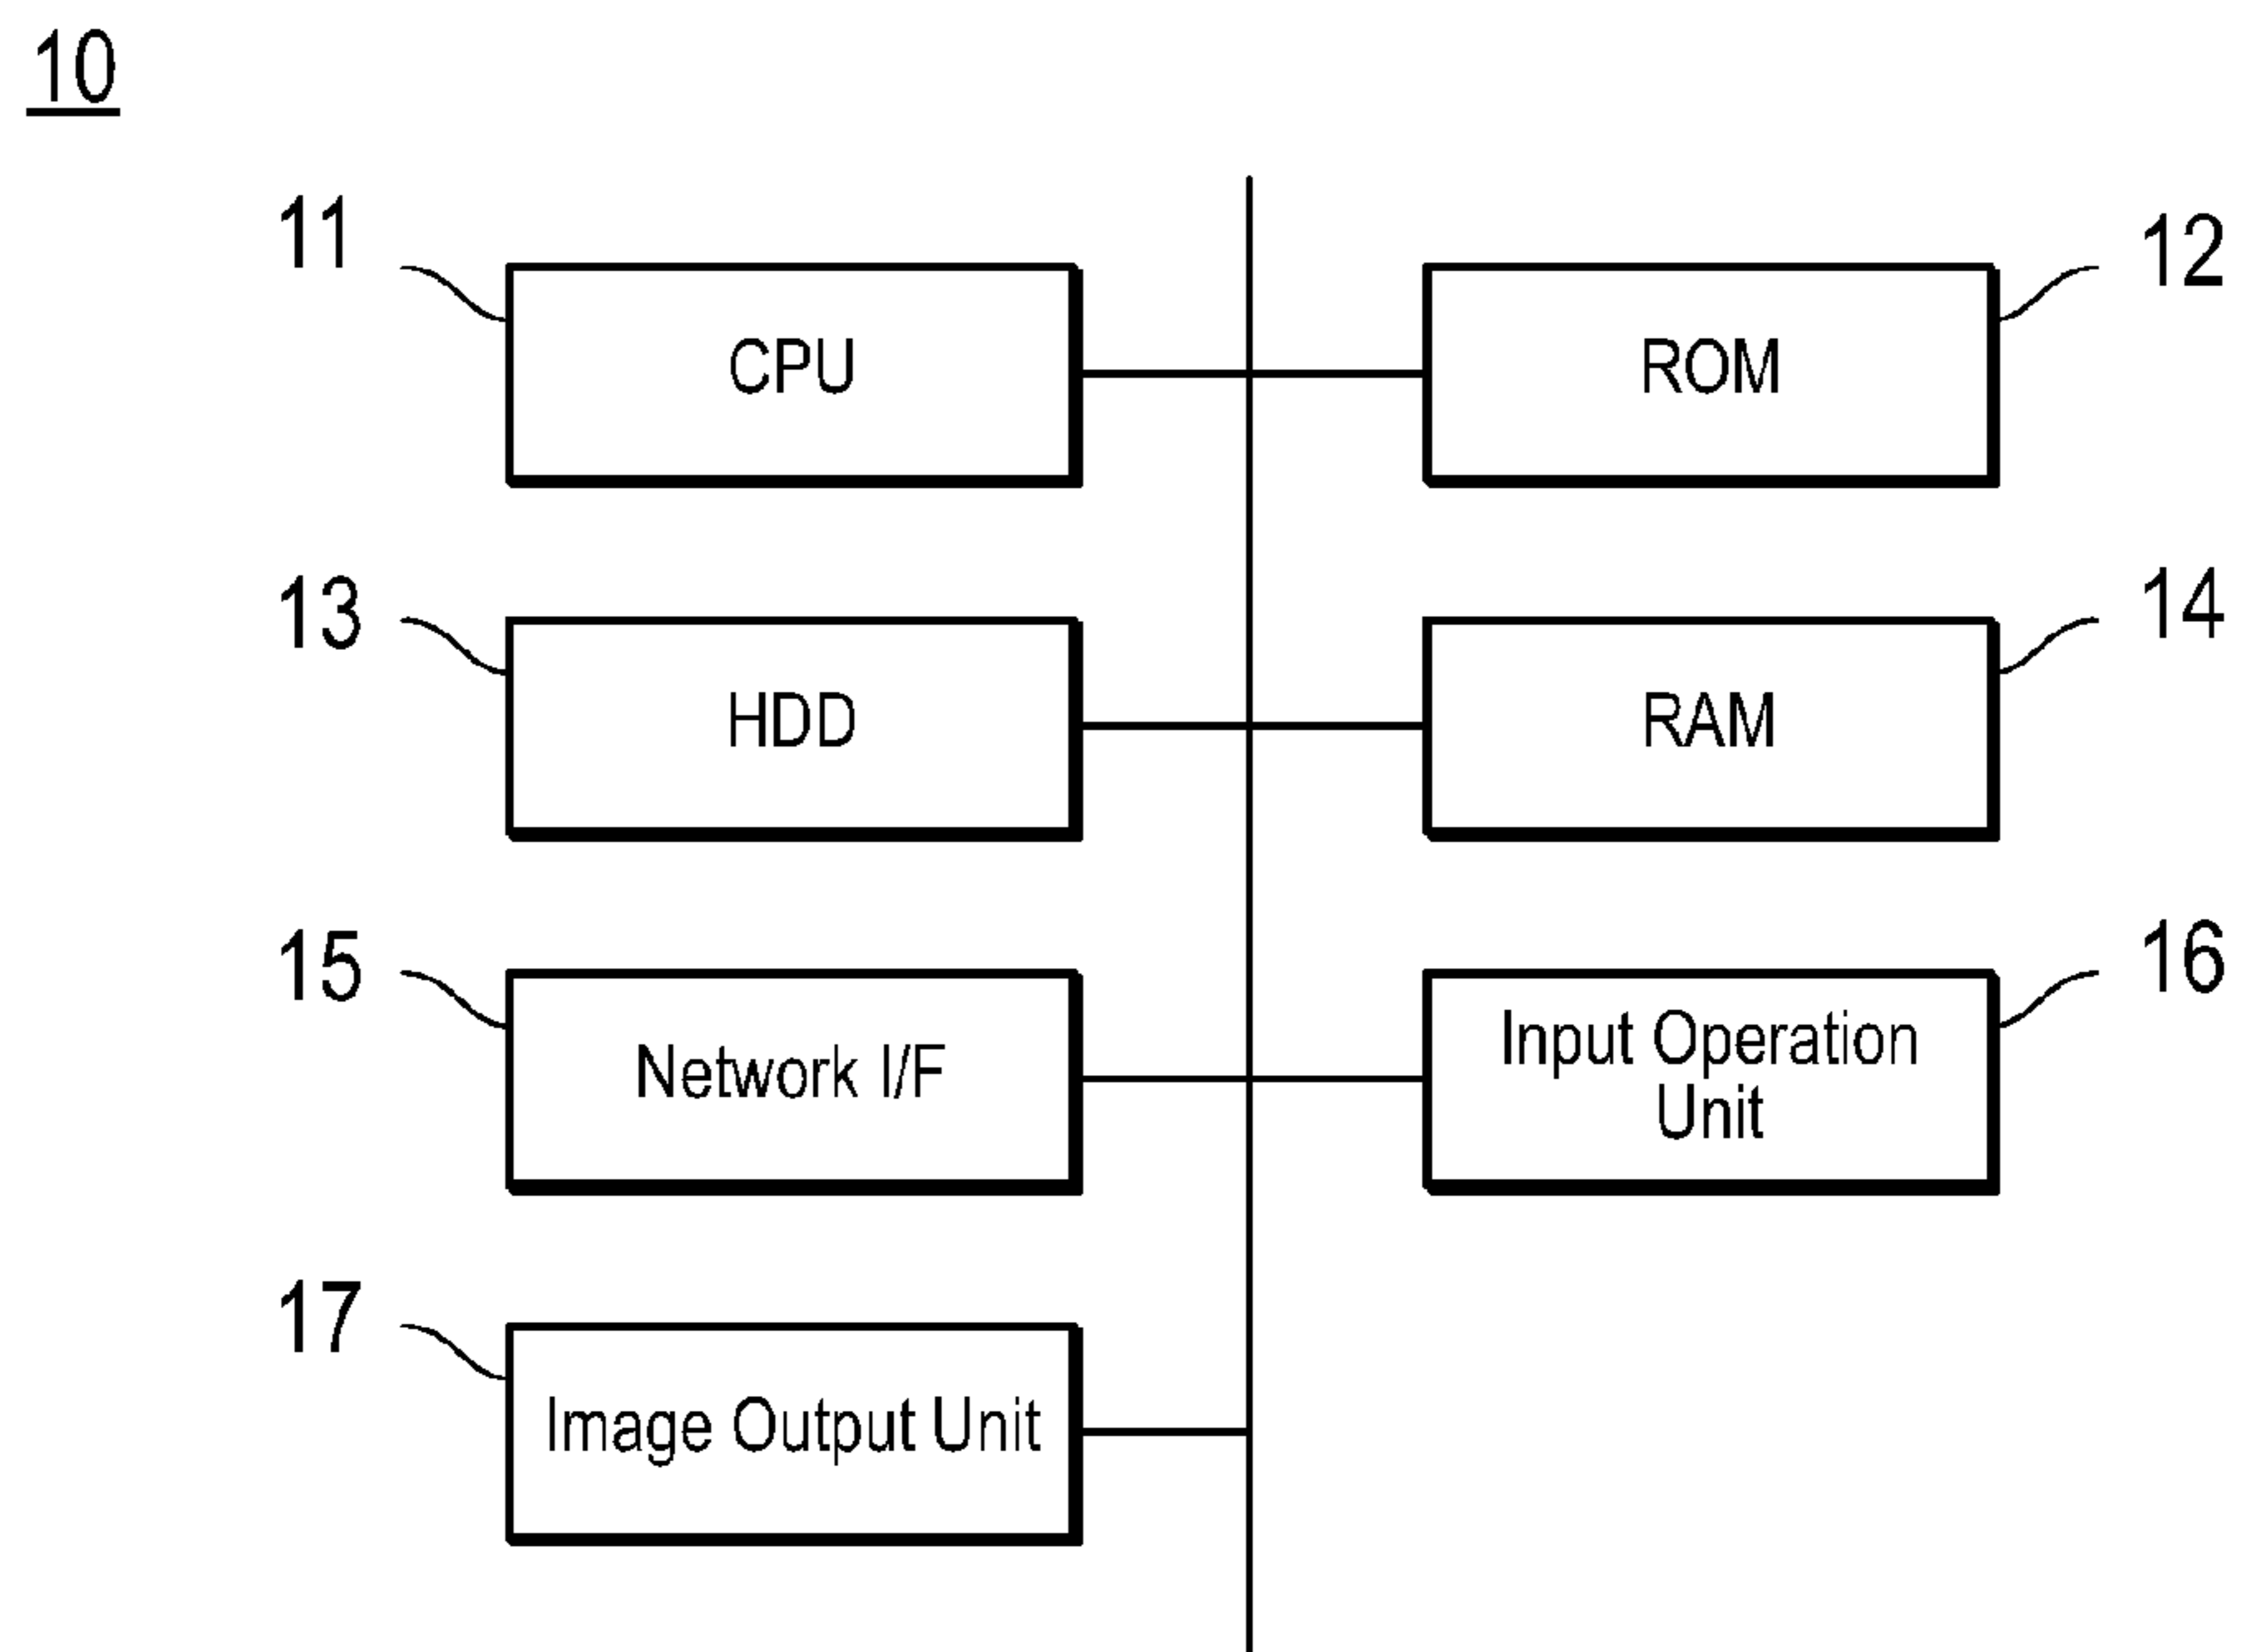 10
11
CPU
12
ROM
13
HDD
14
RAM
15
Network I/F
16
Input Operation
Unit
17
Image Output Unit